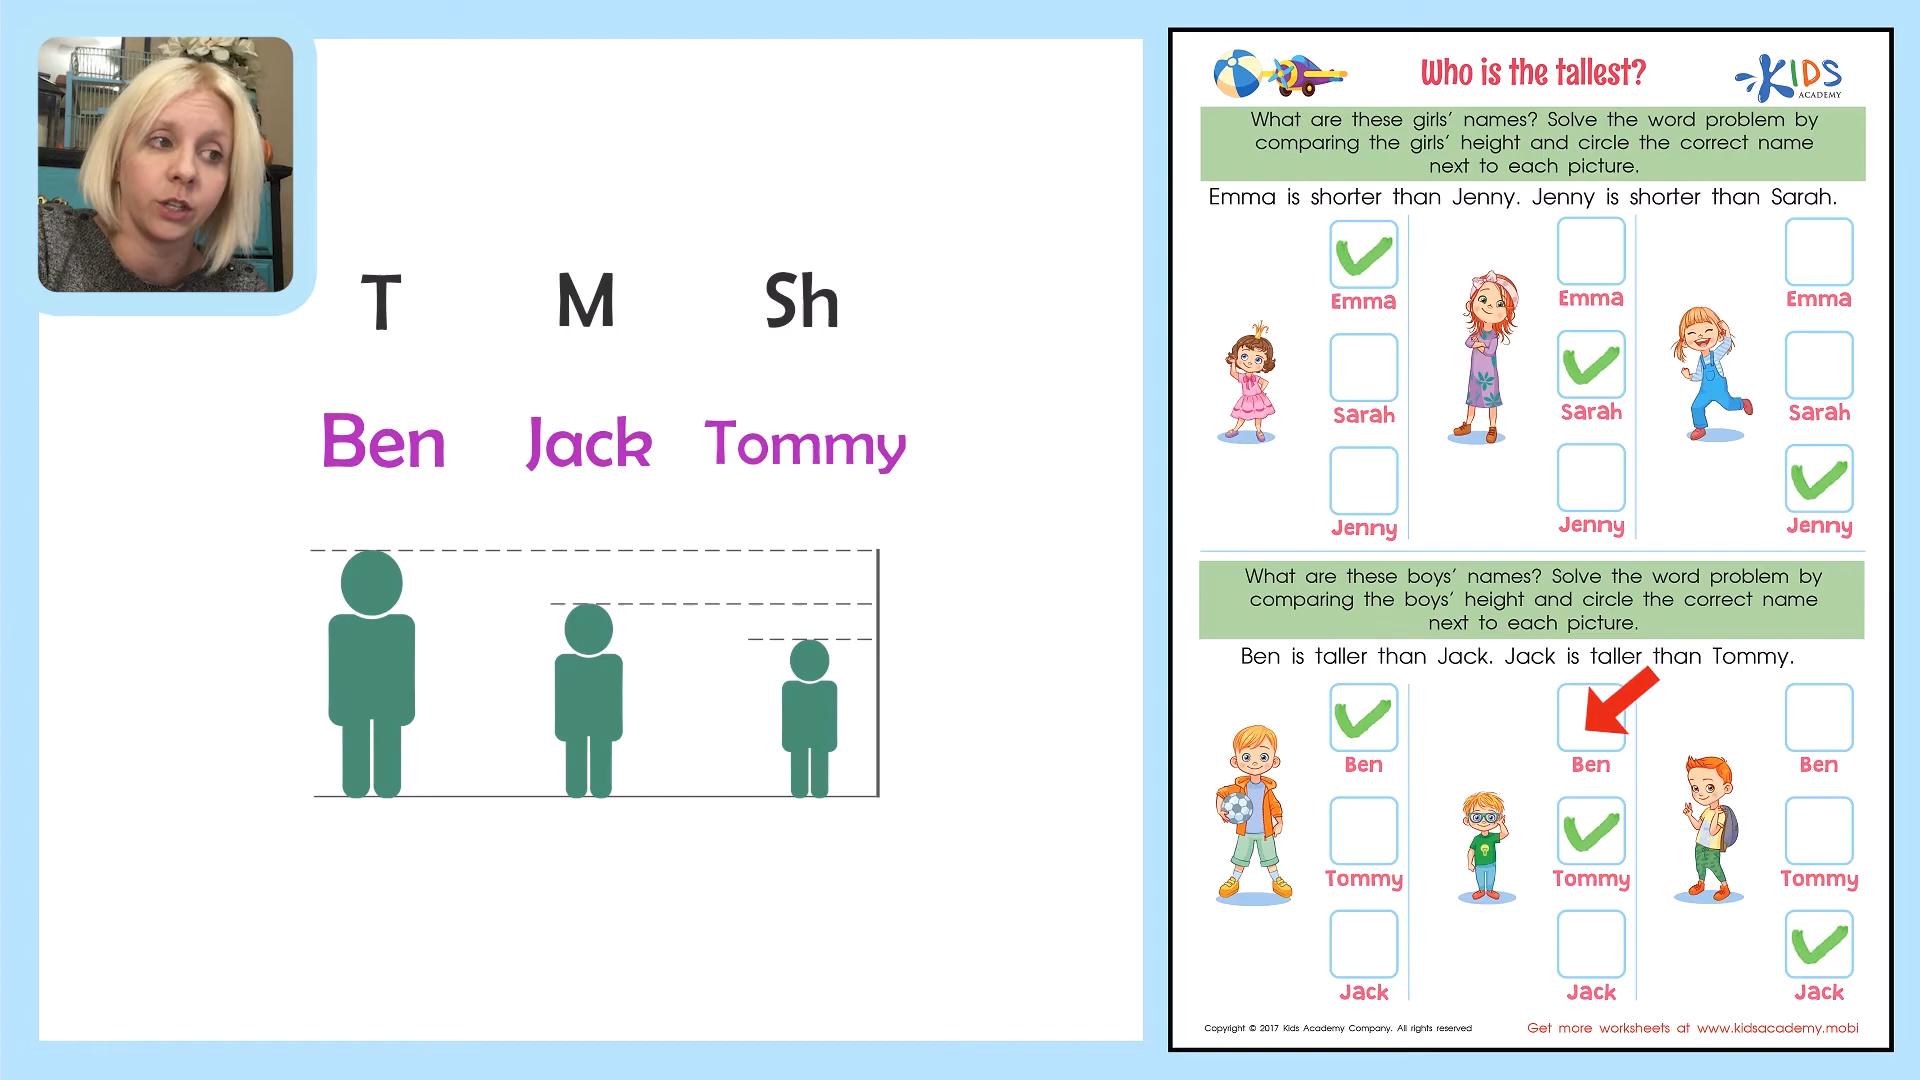 T M Sh
Ben Jack Tommy
Who is the tallest?
KIDS
ACADEMY
What are these girls' names? Solve the word problem by
comparing the girls' height and circle the correct name
next to each picture.
Emma is shorter than Jenny. Jenny is shorter than Sarah.
Emma Emma Emma
Sarah Sarah Sarah
Jenny Jenny Jenny
What are these boys' names? Solve the word problem by
comparing the boys' height and circle the correct name
next to each picture.
Ben is taller than Jack. Jack is taller than Tommy.
Ben Ben Ben
Tommy Tommy Tommy
Jack Jack Jack
Copyright © 2017 Kids Academy Company. All rights reserved
Get more worksheets at www.kidsacademy.mobi